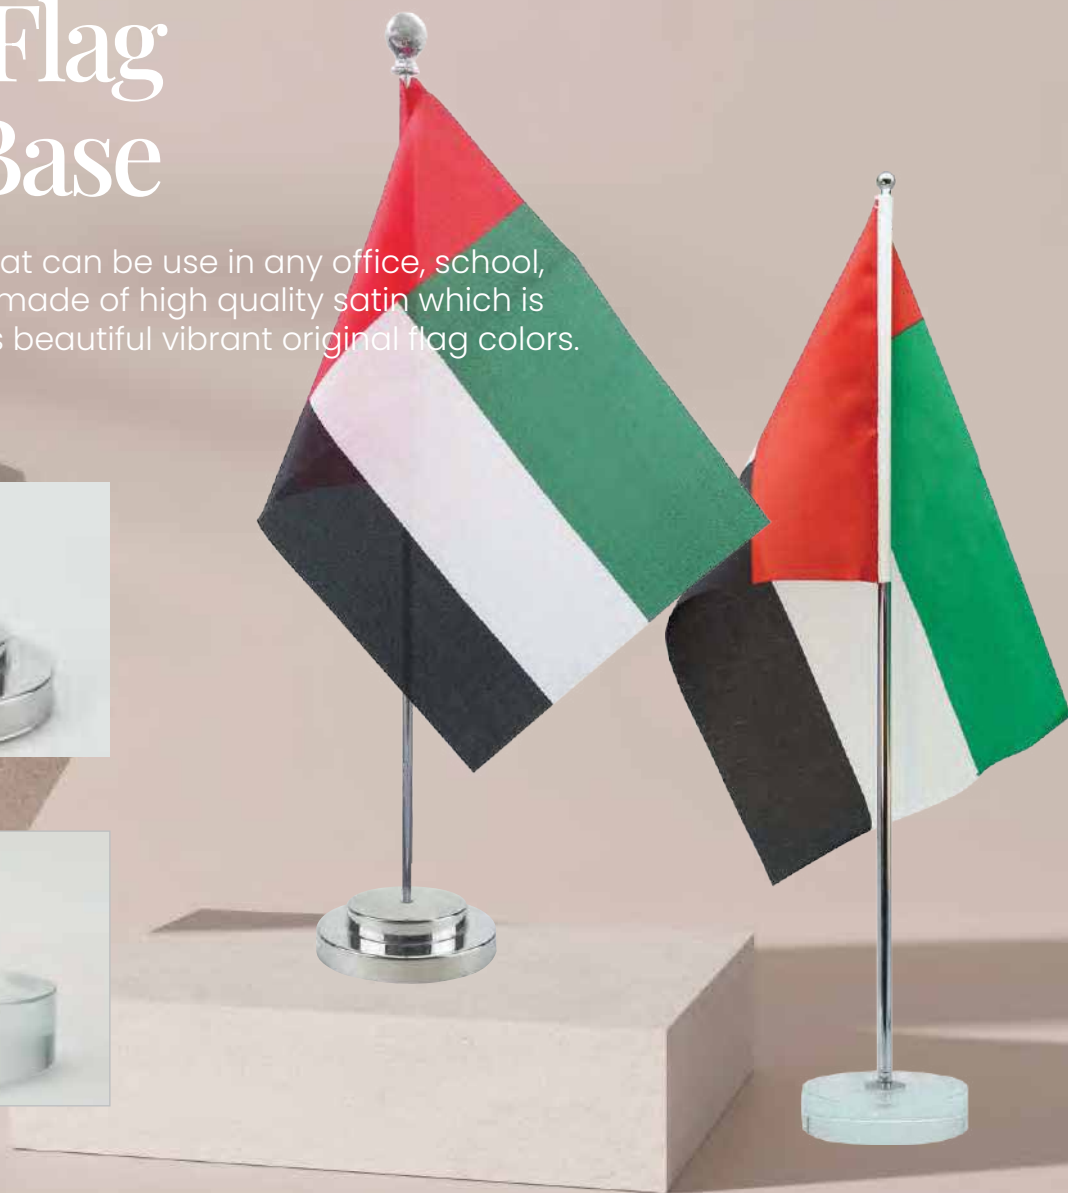 Flag
Base
at can be use in any office, school,
made of high quality satin which is
s beautiful vibrant original flag colors.